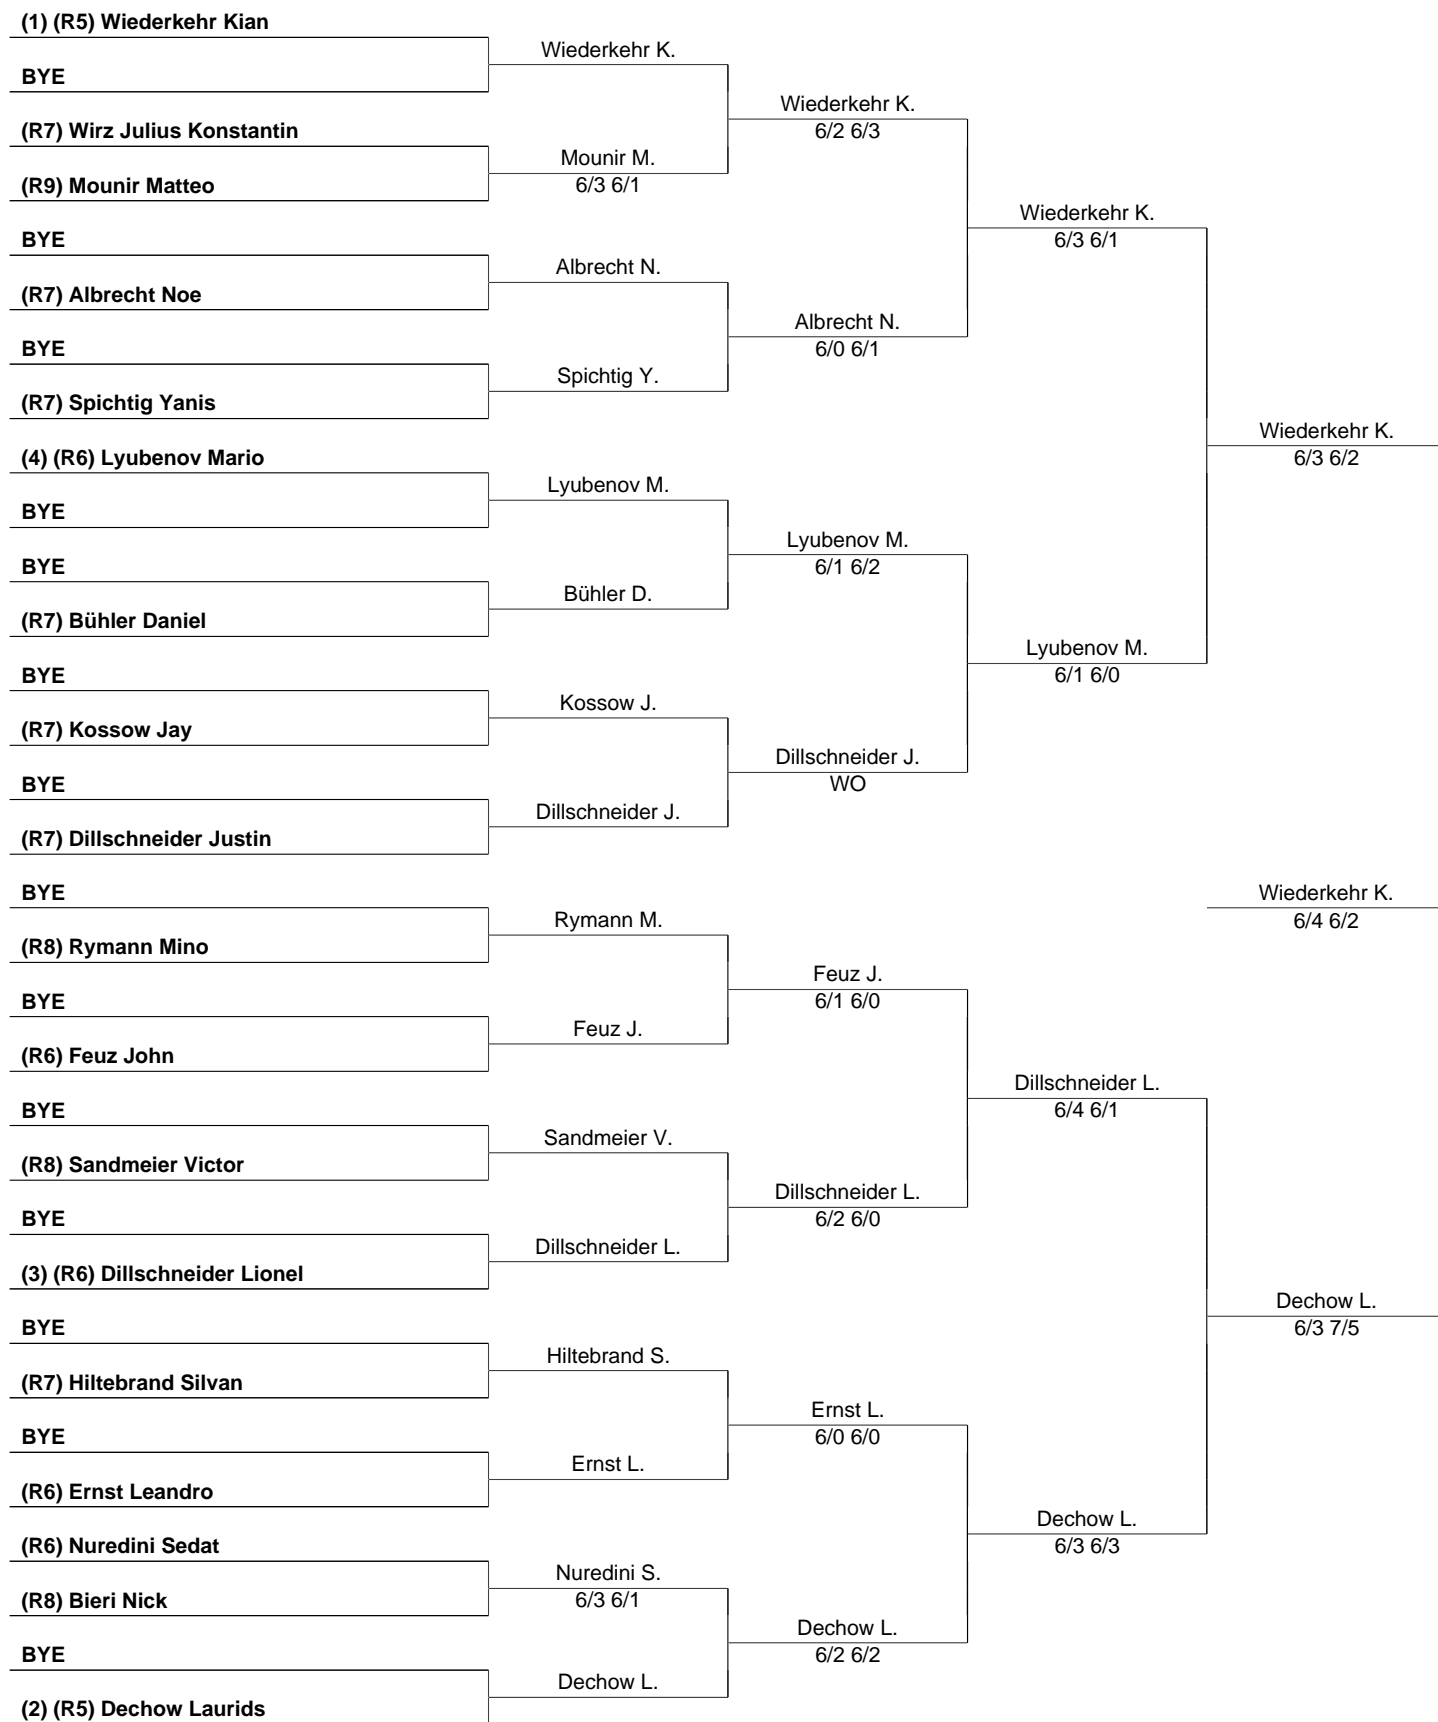 (1) (R5) Wiederkehr Kian
Wiederkehr K.
BYE
Wiederkehr K.
6/2 6/3
(R7) Wirz Julius Konstantin
Mounir M.
6/3 6/1
(R9) Mounir Matteo
Wiederkehr K.
6/3 6/1
BYE
Albrecht N.
(R7) Albrecht Noe
Albrecht N.
6/0 6/1
BYE
Spichtig Y.
(R7) Spichtig Yanis
Wiederkehr K.
6/3 6/2
(4) (R6) Lyubenov Mario
Lyubenov M.
BYE
Lyubenov M.
6/1 6/2
BYE
Bühler D.
(R7) Bühler Daniel
Lyubenov M.
6/1 6/0
BYE
Kossow J.
(R7) Kossow Jay
Dillschneider J.
WO
BYE
Dillschneider J.
(R7) Dillschneider Justin
BYE
Wiederkehr K.
6/4 6/2
Rymann M.
(R8) Rymann Mino
Feuz J.
6/1 6/0
BYE
Feuz J.
(R6) Feuz John
Dillschneider L.
6/4 6/1
BYE
Sandmeier V.
(R8) Sandmeier Victor
Dillschneider L.
6/2 6/0
BYE
Dillschneider L.
(3) (R6) Dillschneider Lionel
Dechow L.
6/3 7/5
BYE
Hiltebrand S.
(R7) Hiltebrand Silvan
Ernst L.
6/0 6/0
BYE
Ernst L.
(R6) Ernst Leandro
Dechow L.
6/3 6/3
(R6) Nuredini Sedat
Nuredini S.
6/3 6/1
(R8) Bieri Nick
Dechow L.
6/2 6/2
BYE
Dechow L.
(2) (R5) Dechow Laurids